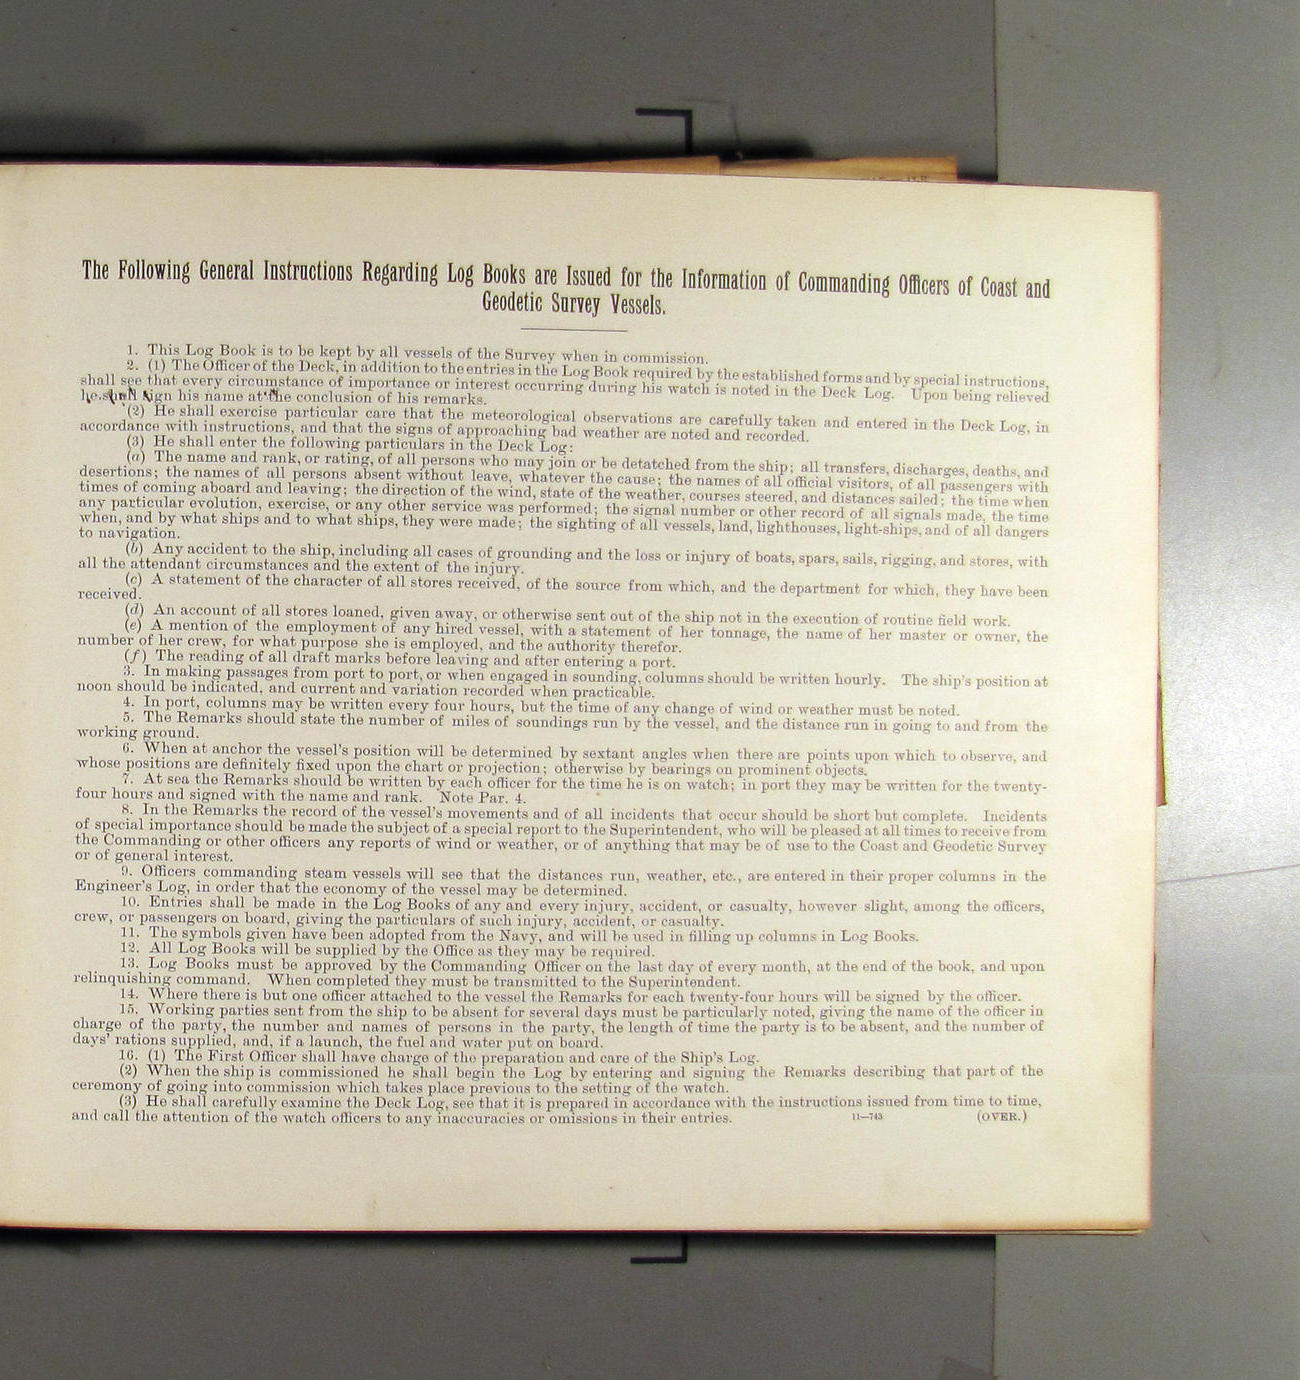 The Following General Instructions Regarding Log Books are Issued for the Information of Commanding Officers of Coast and
Geodetic Survey Vessels.
1. This Log Book is to be kept by all vessels of the Survey when in commission.
2. (1) The Officer of the Deck, in addition to the entries in the Log Book required by the established forms and by special instructions,
shall see that every circumstance of importance or interest occurring during his watch is noted in the Deck Log. Upon being relieved
he shall sign his name at the conclusion of his remarks.
(2) He shall exercise particular care that the meteorological observations are carefully taken and entered in the Deck Log, in
accordance with instructions, and that the signs of approaching bad weather are noted and recorded.
(3) He shall enter the following particulars in the Deck Log:
(a) The name and rank, or rating, of all persons who may join or be detatched from the ship; all transfers, discharges, deaths, and
desertions; the names of all persons absent without leave, whatever the cause; the names of all official visitors, of all passengers with
times of coming aboard and leaving; the direction of the wind, state of the weather, courses steered, and distances sailed; the time when
any particular evolution, exercise, or any other service was performed; the signal number or other record of all signals made, the time
when, and by what ships and to what ships, they were made; the sighting of all vessels, land, lighthouses, light-ships, and of all dangers
to navigation.
(b) Any accident to the ship, including all cases of grounding and the loss or injury of boats, spars, sails, rigging, and stores, with
all the attendant circumstances and the extent of the injury.
(c) A statement of the character of all stores received, of the source from which, and the department for which, they have been
received.
(d) An account of all stores loaned, given away, or otherwise sent out of the ship not in the execution of routine field work.
(e) A mention of the employment of any hired vessel, with a statement of her tonnage, the name of her master or owner, the
number of her crew, for what purpose she is employed, and the authority therefor.
(f) The reading of all draft marks before leaving and after entering a port.
3. In making passages from port to port, or when engaged in sounding, columns should be written hourly. The ship's position at
noon should be indicated, and current and variation recorded when practicable.
4. In port, columns may be written every four hours, but the time of any change of wind or weather must be noted.
5. The Remarks should state the number of miles of soundings run by the vessel, and the distance run in going to and from the
working ground.
6. When at anchor the vessel's position will be determined by sextant angles when there are points upon which to observe, and
whose positions are definitely fixed upon the chart or projection; otherwise by bearings on prominent objects.
7. At sea the Remarks should be written by each officer for the time he is on watch; in port they may be written for the twenty-
four hours and signed with the name and rank. Note Par. 4.
8. In the Remarks the record of the vessel's movements and of all incidents that occur should be short but complete. Incidents
of special importance should be made the subject of a special report to the Superintendent, who will be pleased at all times to receive from
the Commanding or other officers any reports of wind or weather, or of anything that may be of use to the Coast and Geodetic Survey
or of general interest.
9. Officers commanding steam vessels will see that the distances run, weather, etc., are entered in their proper columns in the
Engineer's Log, in order that the economy of the vessel may be determined.
10. Entries shall be made in the Log Books of any and every injury, accident, or casualty, however slight, among the officers,
crew, or passengers on board, giving the particulars of such injury, accident, or casualty.
11. The symbols given have been adopted from the Navy, and will be used in filling up columns in Log Books.
12. All Log Books will be supplied by the Office as they may be required.
13. Log Books must be approved by the Commanding Officer on the last day of every month, at the end of the book, and upon
relinquishing command. When completed they must be transmitted to the Superintendent.
14. Where there is but one officer attached to the vessel the Remarks for each twenty-four hours will be signed by the officer.
15. Working parties sent from the ship to be absent for several days must be particularly noted, giving the name of the officer in
charge of the party, the number and names of persons in the party, the length of time the party is to be absent, and the number of
days' rations supplied, and, if a launch, the fuel and water put on board.
16. (1) The First Officer shall have charge of the preparation and care of the Ship's Log.
(2) When the ship is commissioned he shall begin the Log by entering and signing the Remarks describing that part of the
ceremony of going into commission which takes place previous to the setting of the watch.
(3) He shall carefully examine the Deck Log, see that it is prepared in accordance with the instructions issued from time to time,
and call the attention of the watch officers to any inaccuracies or omissions in their entries. 11—743 (OVER.)